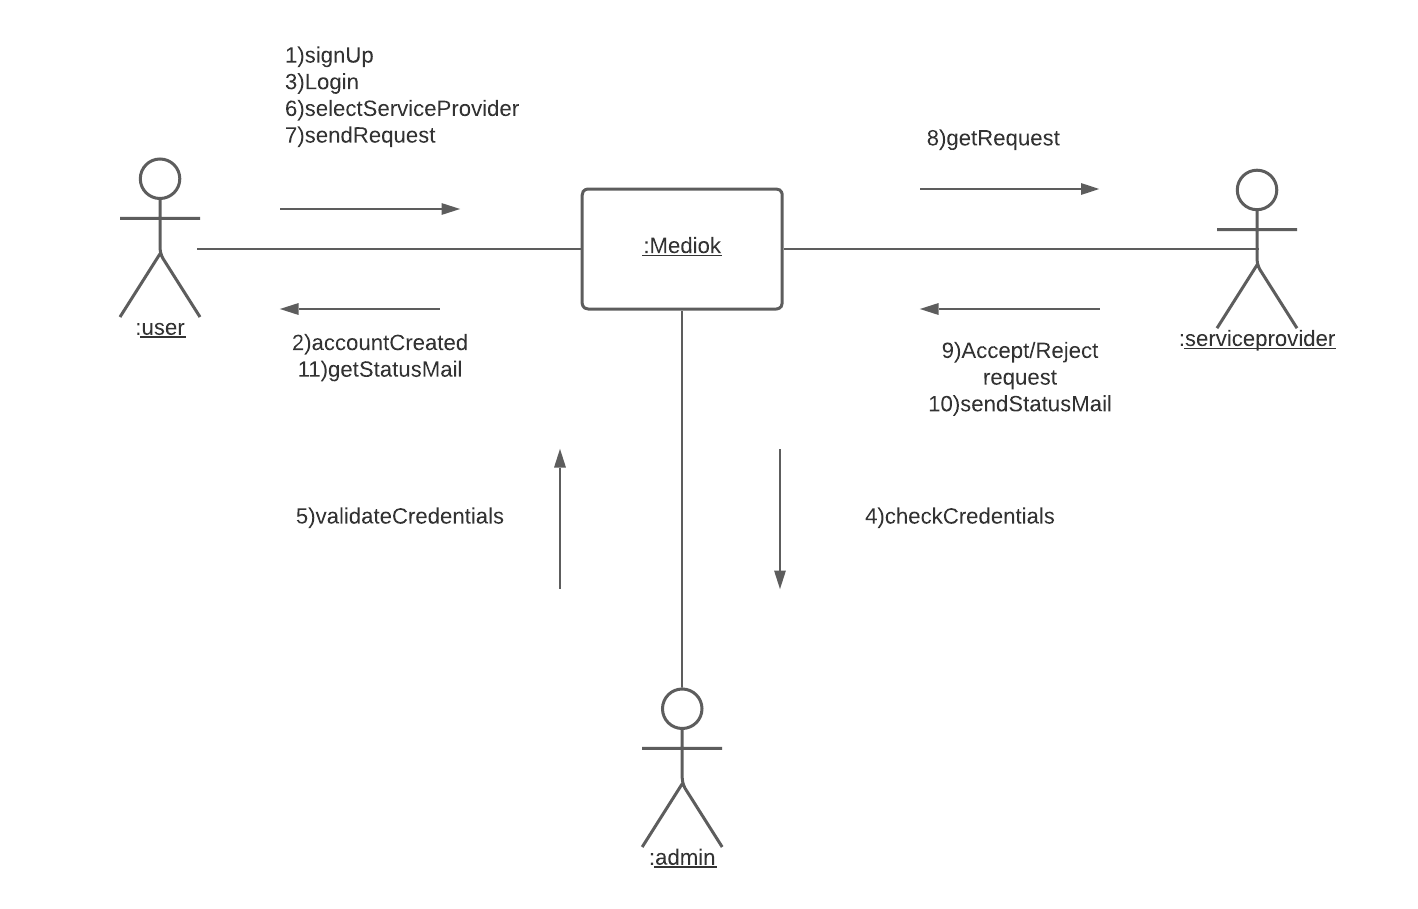 1)signUp
3)Login
6)selectServiceProvider
7)sendRequest
8)getRequest
:Mediok
:user
:serviceprovider
2)accountCreated
11)getStatusMail
9)Accept/Reject
request
10)sendStatusMail
5)validateCredentials
4)checkCredentials
:admin